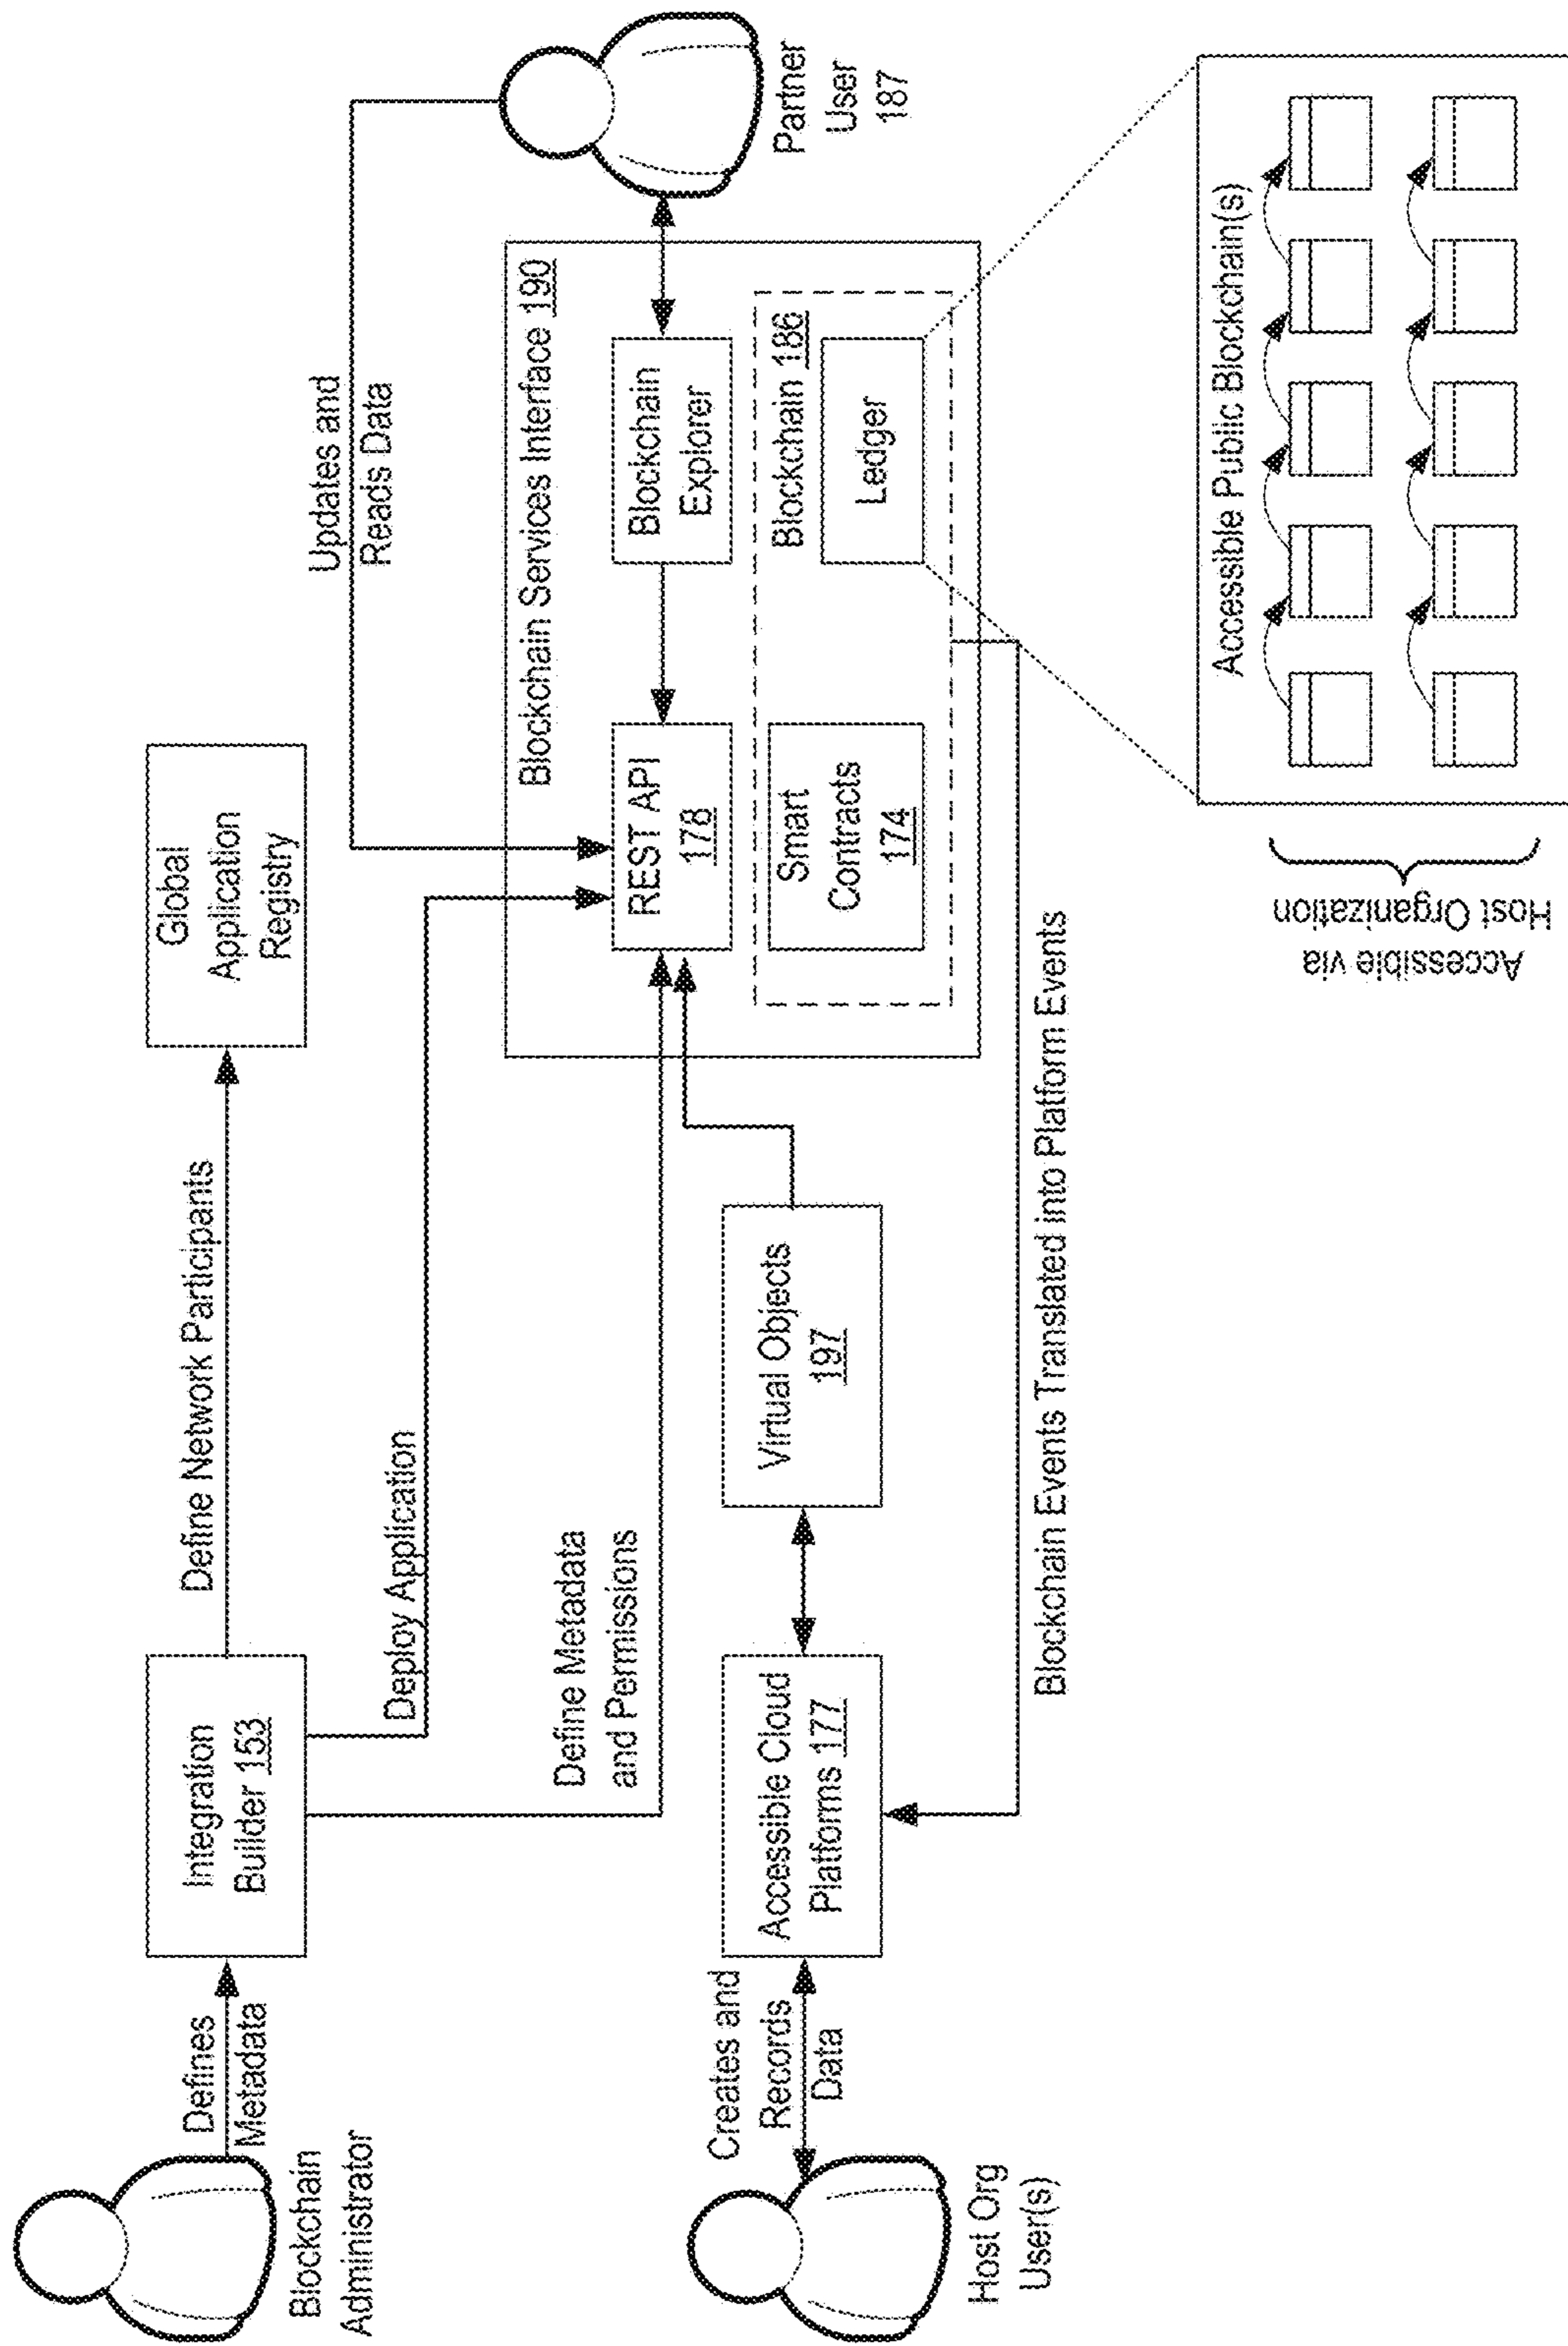 Blockchain
Administrator
Defines
Metadata
Integration
Builder 153
Define Network Participants
Global
Application
Registry
Deploy Application
Define Metadata
and Permissions
Updates and
Reads Data
Partner
User
187
Blockchain Services Interface 190
REST API
178
Blockchain
Explorer
Blockchain 186
Smart
Contracts
174
Ledger
Host Org
User(s)
Creates and
Records
Data
Accessible Cloud
Platforms 177
Virtual Objects
197
Blockchain Events Translated into Platform Events
Accessible via
Host Organization
Accessible Public Blockchain(s)